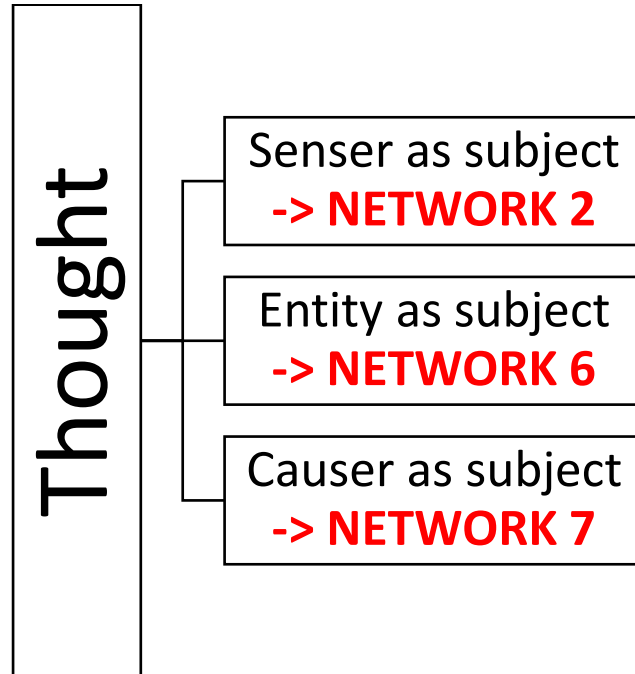 Thought
Senser as subject
-> NETWORK 2
Entity as subject
-> NETWORK 6
Causer as subject
-> NETWORK 7